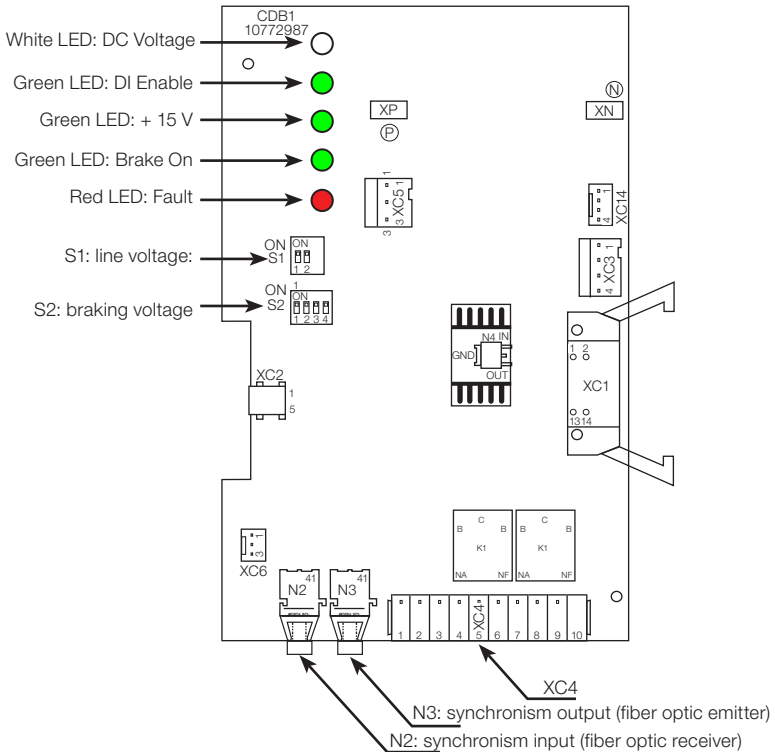 CDB1
10772987
White LED: DC Voltage
Green LED: DI Enable
Green LED: + 15 V
Green LED: Brake On
Red LED: Fault
S1: line voltage:
S2: braking voltage
ON
S1
ON
1 2
1
ON
S2
ON
1 2 3 4
XP
P
N
XN
1
XC5
1
3
3
XC14
1
4
XC3
1
4
N4
IN
GND
OUT
1 2
XC1
13 14
XC2
1
5
C
B
B
K1
NA
NF
C
B
B
K1
NA
NF
XC6
1
3
41
N2
41
N3
XC4
1 2 3 4 5 6 7 8 9 10
XC4
N3: synchronism output (fiber optic emitter)
N2: synchronism input (fiber optic receiver)